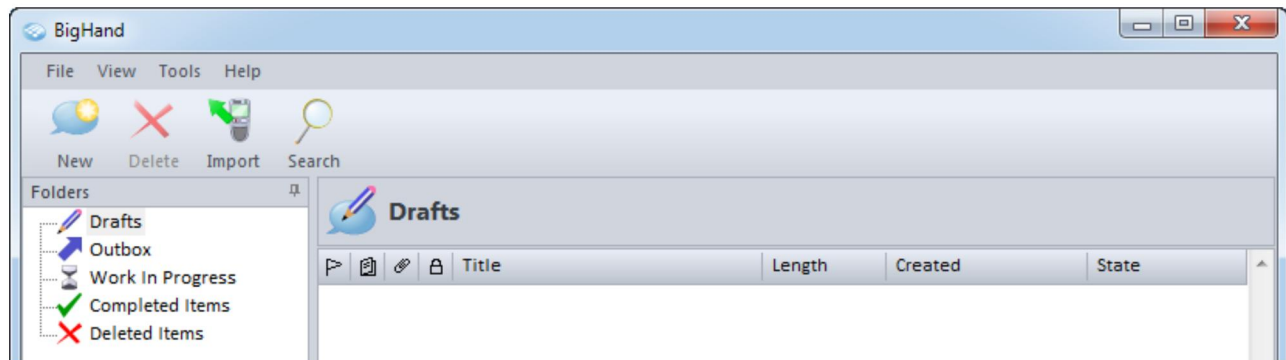 BigHand
File View Tools Help
New Delete Import Search
Folders
Drafts
Outbox
Work In Progress
Completed Items
Deleted Items
Drafts
Title Length Created State